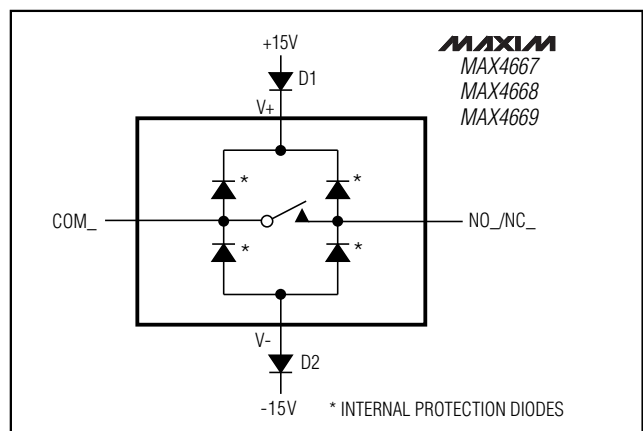 +15V
MAXIM
MAX4667
MAX4668
MAX4669
D1
V+
*
*
COM_
NO_/NC_
*
*
V-
D2
-15V
* INTERNAL PROTECTION DIODES